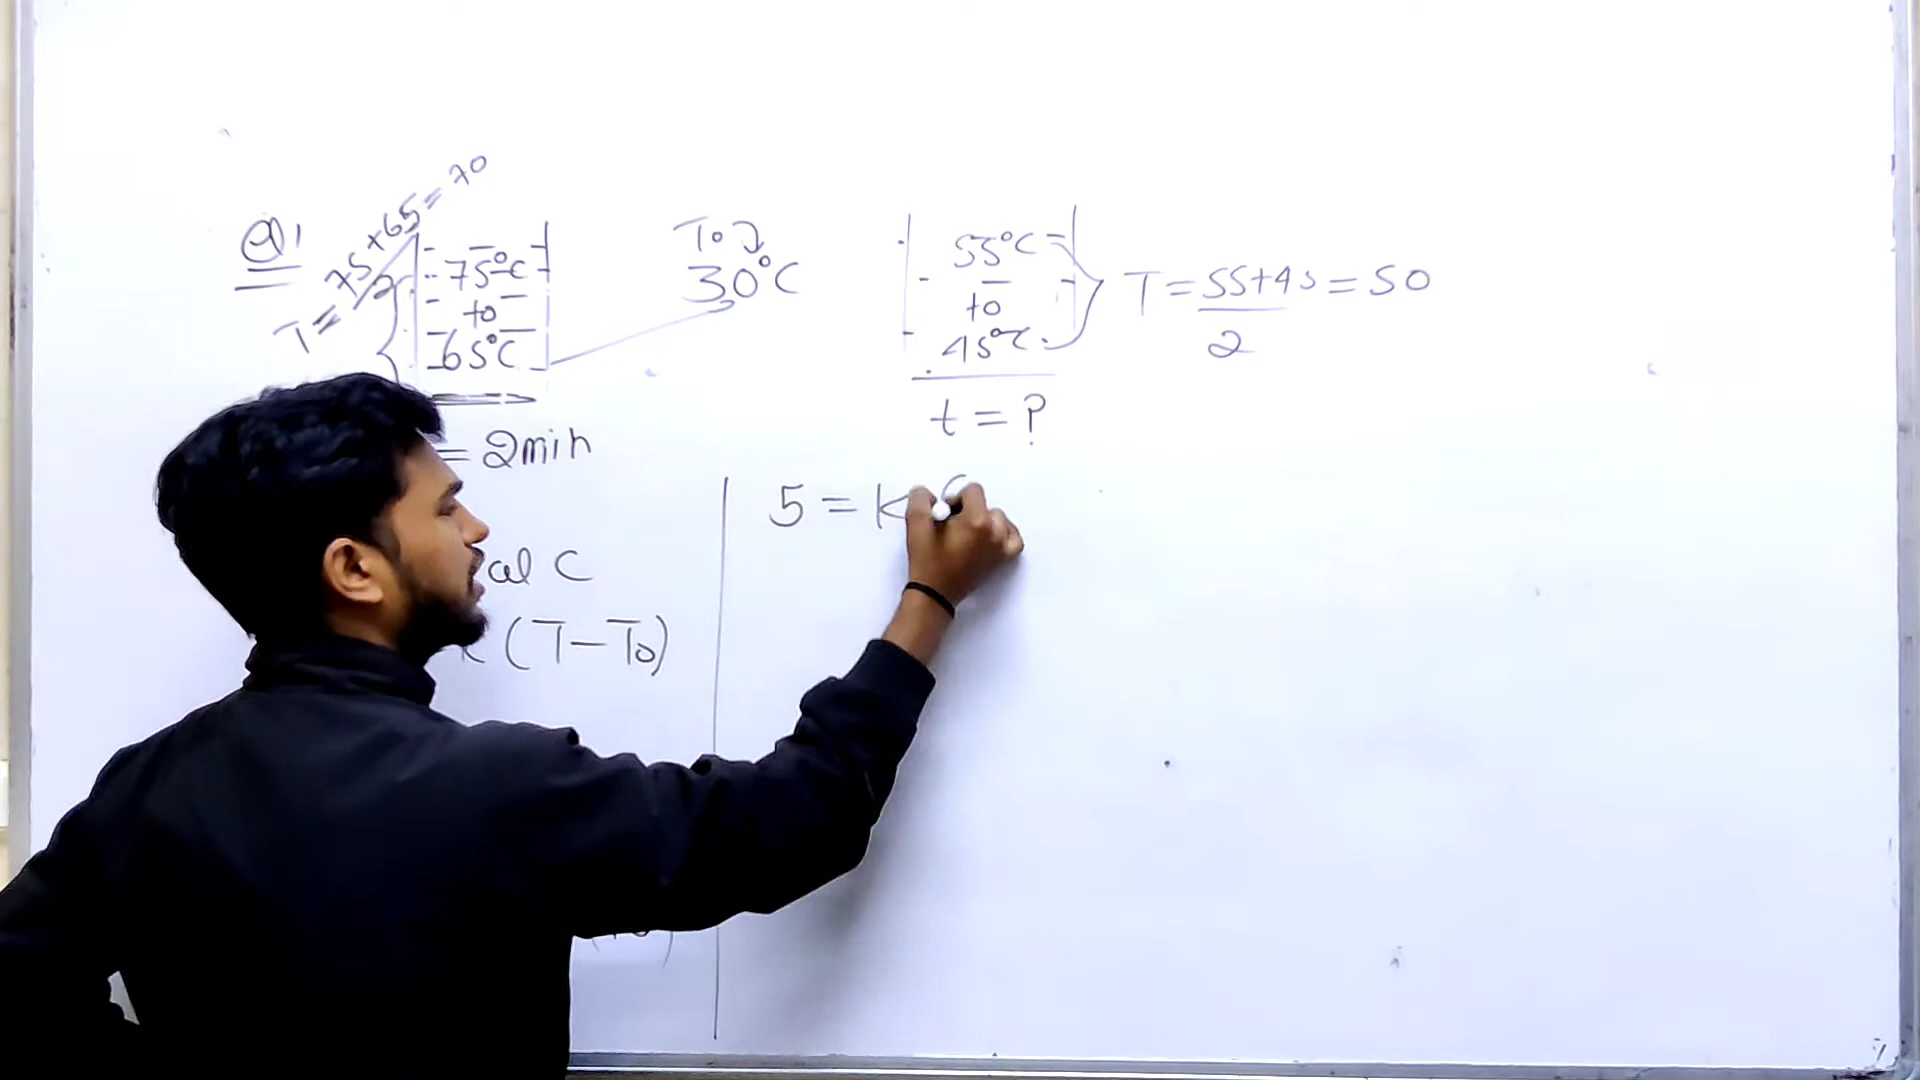 Q1
T = 75+65/2 = 70
75°C
to
65°C
T0
30°C
55°C
to
45°C
t = ?
T = 55+45/2 = 50
= 2min
al C
(T-T0)
5 = K